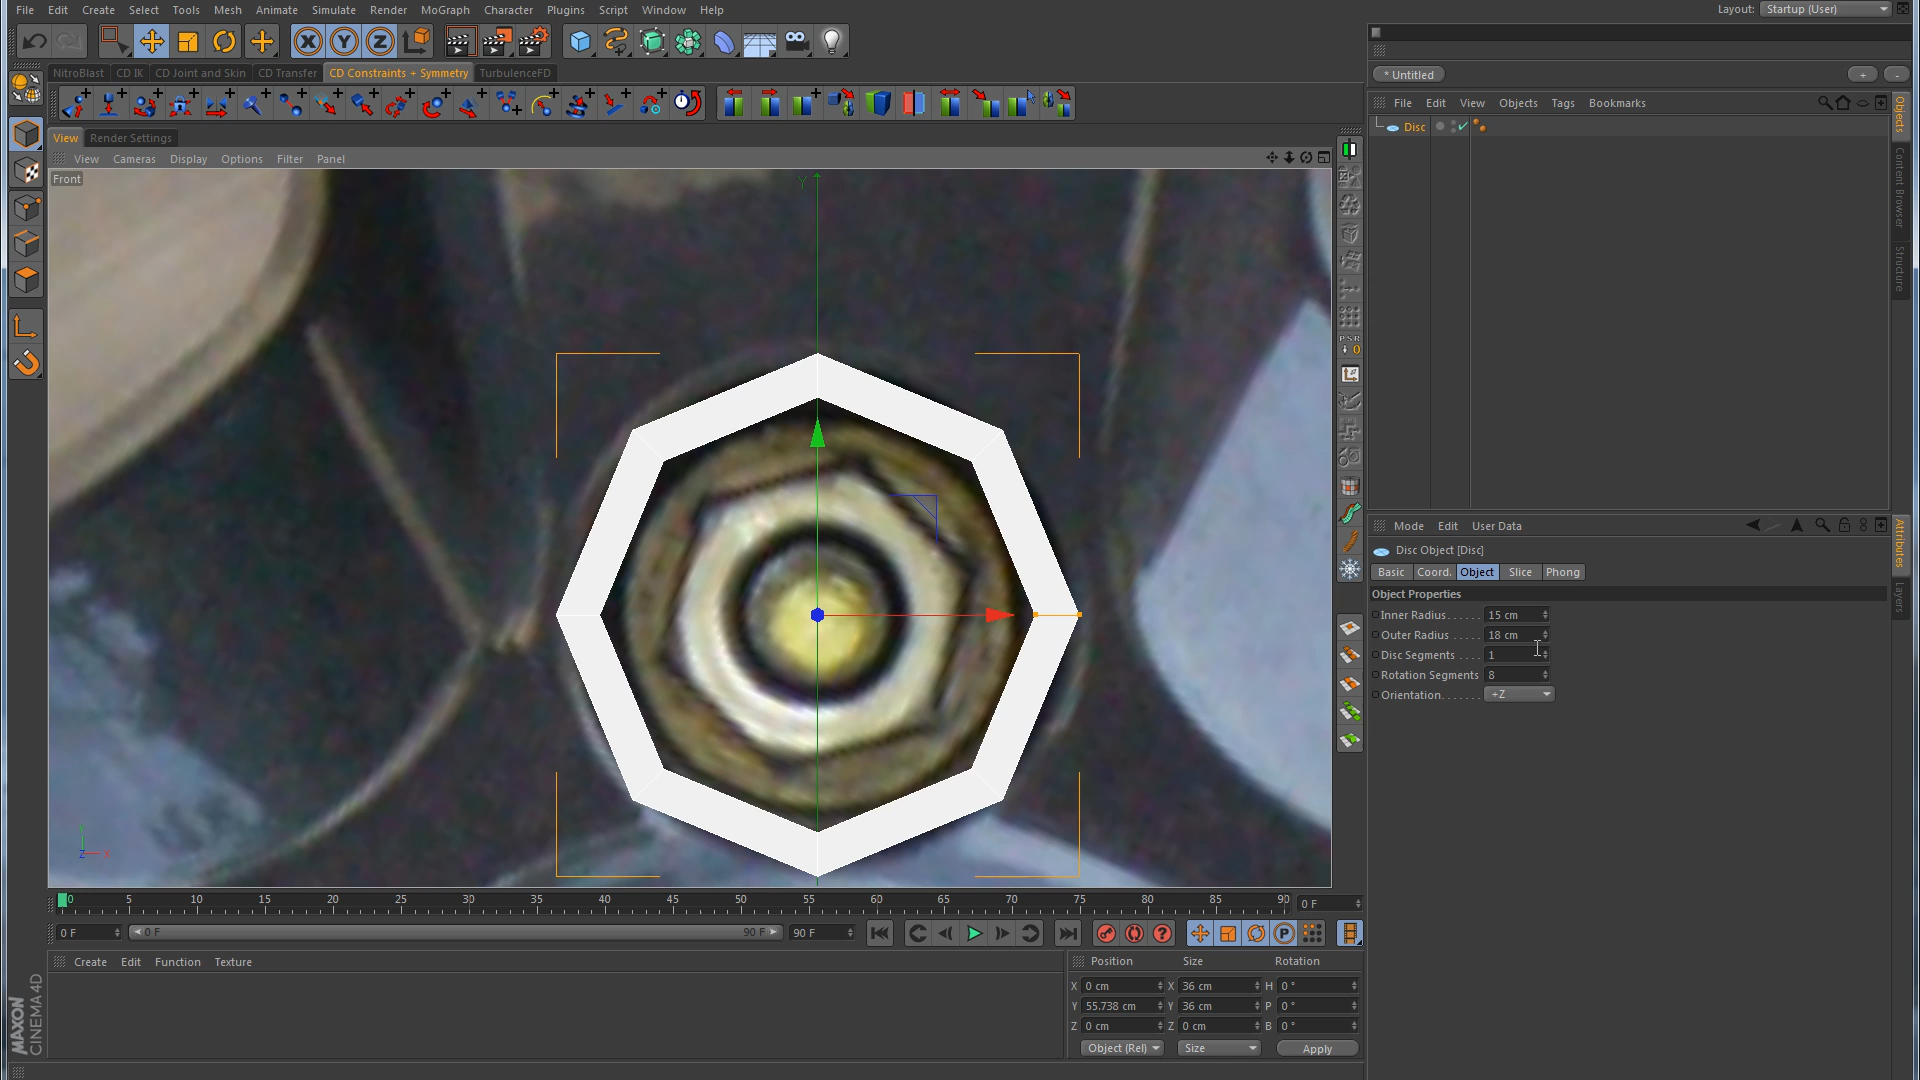 File Edit Create Select Tools Mesh Animate Simulate Render MoGraph Character Plugins Script Window Help
Layout: Startup (User)
X Y Z
NitroBlast CD IK CD Joint and Skin CD Transfer CD Constraints + Symmetry TurbulenceFD
* Untitled + -
File Edit View Objects Tags Bookmarks
Disc
Objects
Content Browser
Structure
View Render Settings
View Cameras Display Options Filter Panel
Front
Y
PSR
0
Y
Z X
Mode Edit User Data
Attributes
Layers
Disc Object [Disc]
Basic Coord. Object Slice Phong
Object Properties
Inner Radius...... 15 cm
Outer Radius..... 18 cm
Disc Segments.... 1
Rotation Segments 8
Orientation....... +Z
0 5 10 15 20 25 30 35 40 45 50 55 60 65 70 75 80 85 90 0 F
0 F 0 F 90 F 90 F
P
Create Edit Function Texture
Position Size Rotation
X 0 cm X 36 cm H 0 °
Y 55.738 cm Y 36 cm P 0 °
Z 0 cm Z 0 cm B 0 °
Object (Rel) Size Apply
MAXON
CINEMA 4D